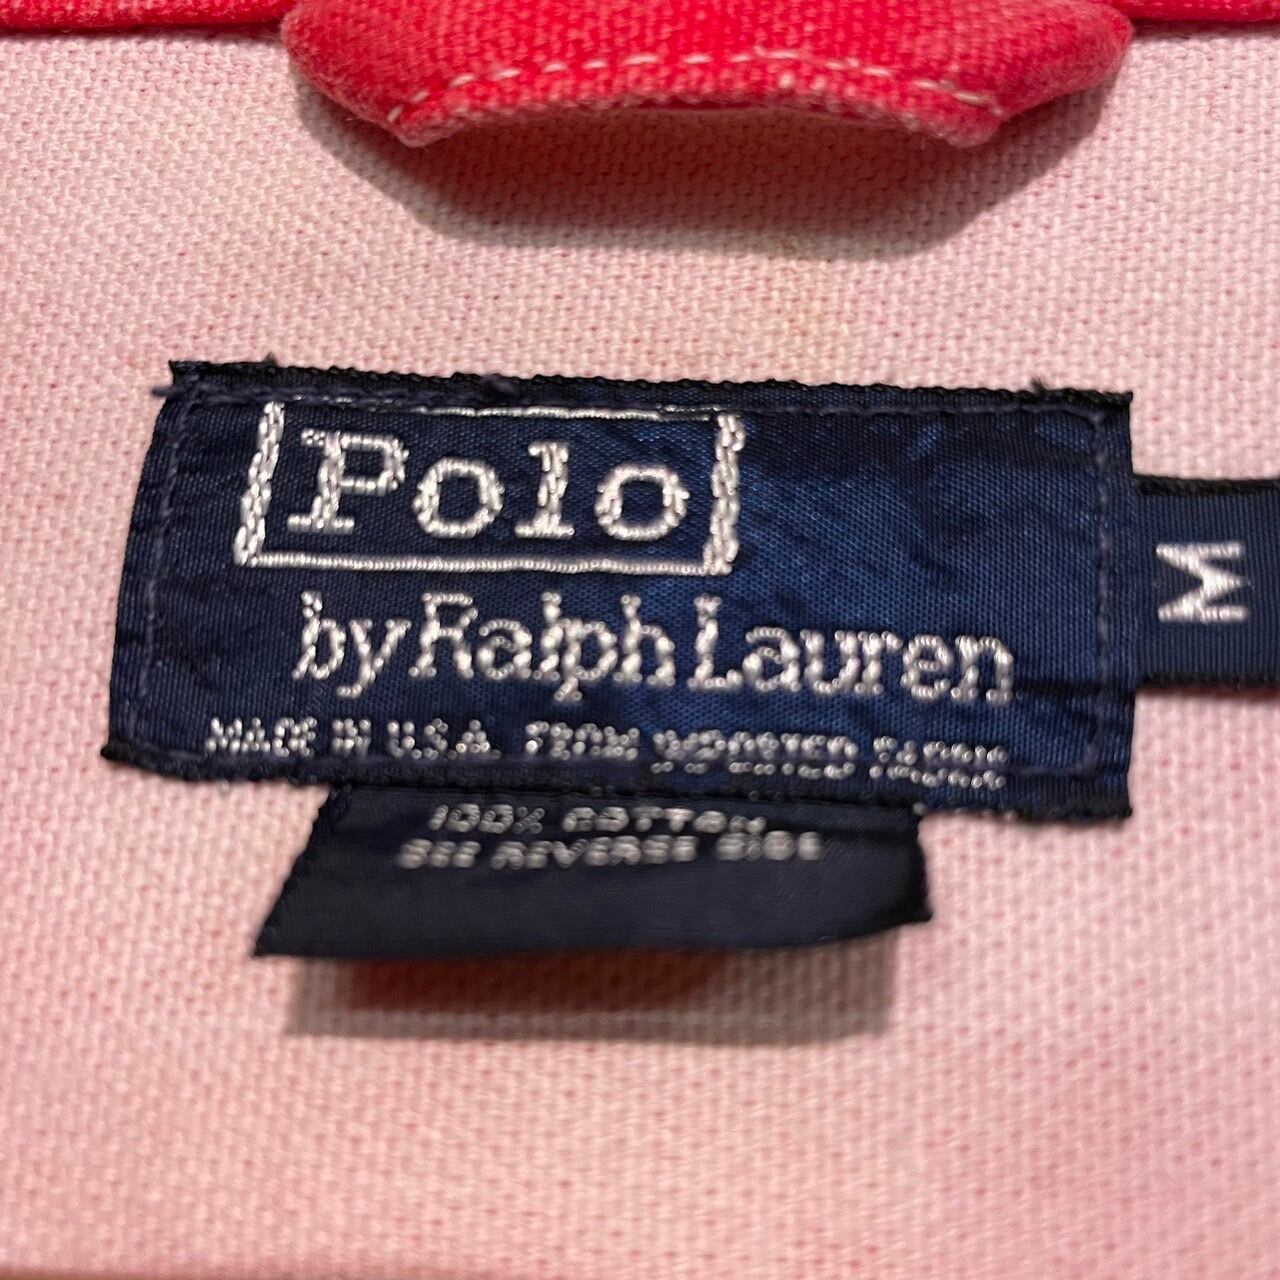 Polo
by Ralph Lauren
M
MADE IN U.S.A. FROM IMPORTED FABRIC
100% COTTON
SEE REVERSE SIDE